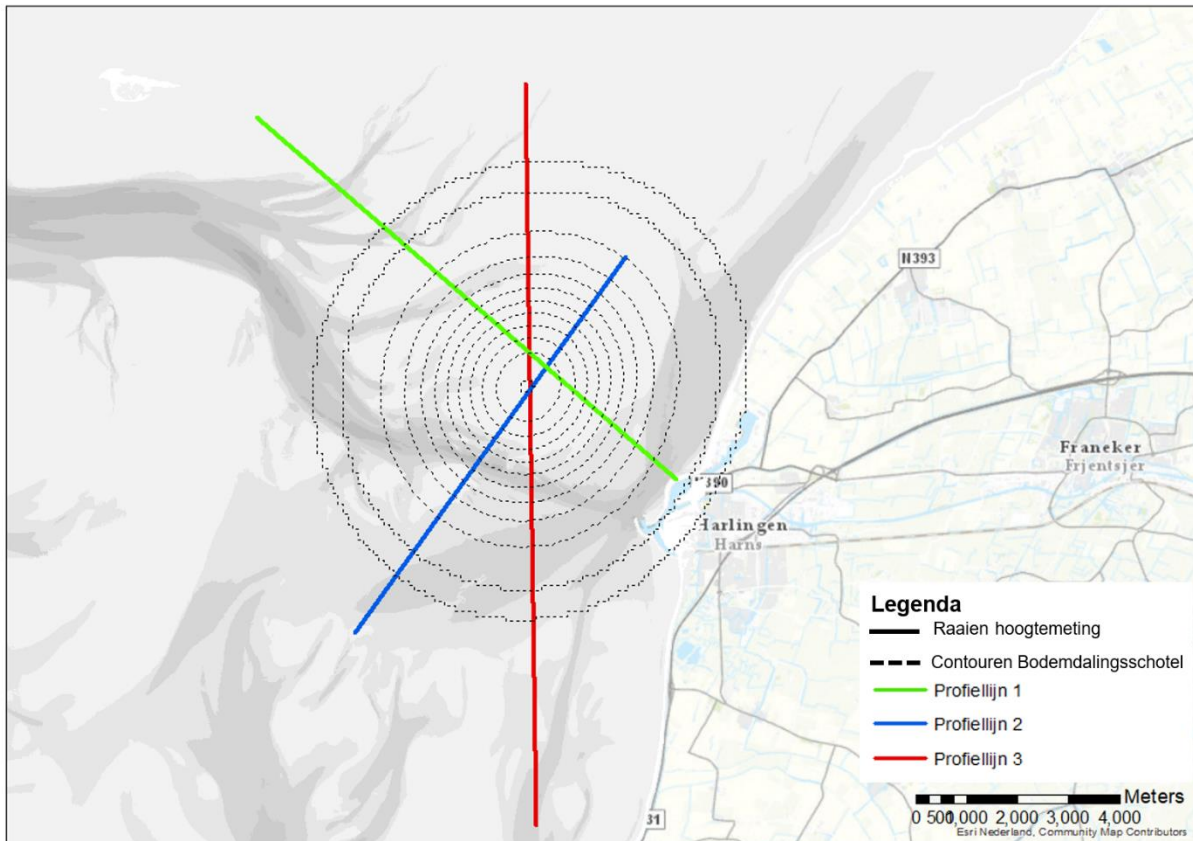 N393
Franeker
Frjentsjer
N390
Harlingen
Harns
Legenda
Raaien hoogtemeting
Contouren Bodemdalingsschotel
Profiellijn 1
Profiellijn 2
Profiellijn 3
Meters
0 500 1,000 2,000 3,000 4,000
31
Esri Nederland, Community Map Contributors